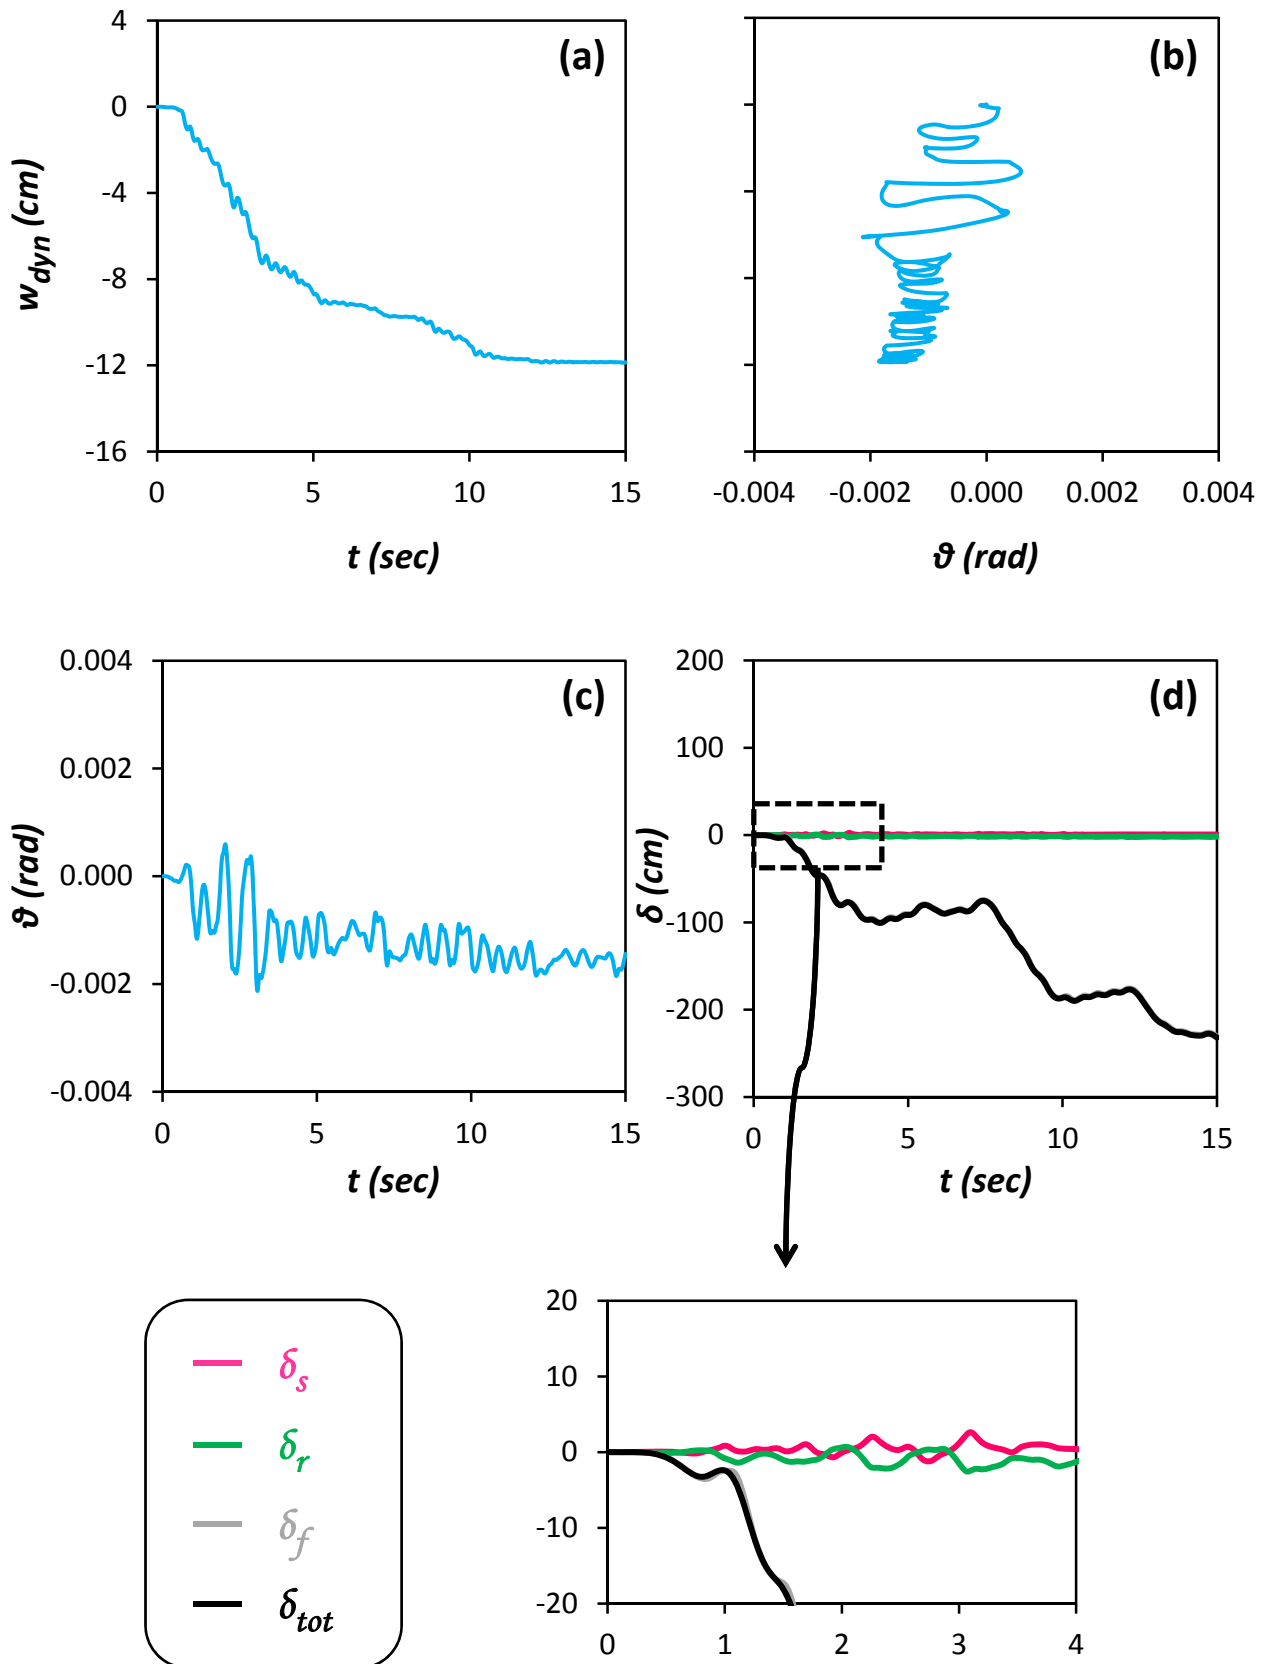 (a)
4
0
-4
-8
-12
-16
w_dyn (cm)
0 5 10 15
t (sec)
(b)
-0.004 -0.002 0.000 0.002 0.004
ϑ (rad)
(c)
0.004
0.002
0.000
-0.002
-0.004
ϑ (rad)
0 5 10 15
t (sec)
(d)
200
100
0
-100
-200
-300
δ (cm)
0 5 10 15
t (sec)
δ_s
δ_r
δ_f
δ_tot
20
10
0
-10
-20
0 1 2 3 4